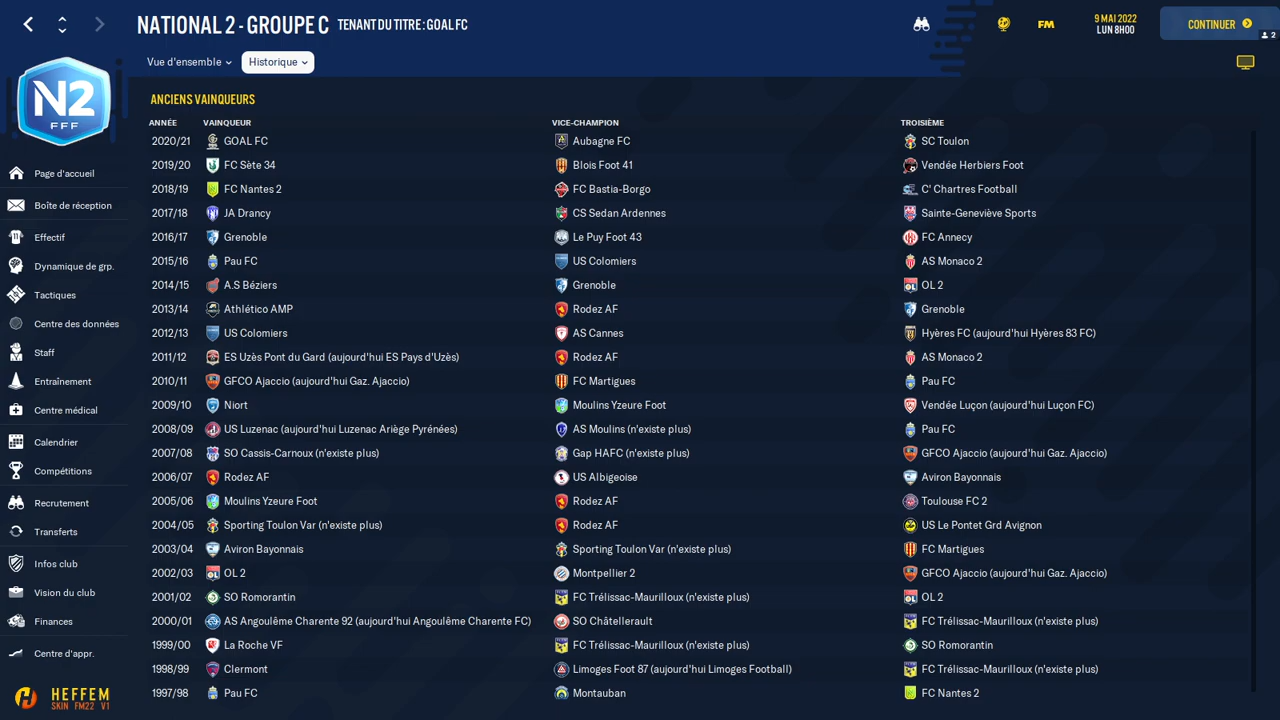 NATIONAL 2 - GROUPE C TENANT DU TITRE : GOAL FC
FM
9 MAI 2022
LUN 8H00
CONTINUER
2
Vue d'ensemble
Historique
N2
FFF
Page d'accueil
Boîte de réception
11 Effectif
Dynamique de grp.
Tactiques
Centre des données
Staff
Entraînement
Centre médical
Calendrier
Compétitions
Recrutement
Transferts
Infos club
Vision du club
Finances
Centre d'appr.
HEFFEM
SKIN FM22 V1
ANCIENS VAINQUEURS
ANNÉE VAINQUEUR VICE-CHAMPION TROISIÈME
2020/21 GOAL FC Aubagne FC SC Toulon
2019/20 FC Sète 34 Blois Foot 41 Vendée Herbiers Foot
2018/19 FC Nantes 2 FC Bastia-Borgo C' Chartres Football
2017/18 JA Drancy CS Sedan Ardennes Sainte-Geneviève Sports
2016/17 Grenoble Le Puy Foot 43 FC Annecy
2015/16 Pau FC US Colomiers AS Monaco 2
2014/15 A.S Béziers Grenoble OL 2
2013/14 Athlético AMP Rodez AF Grenoble
2012/13 US Colomiers AS Cannes Hyères FC (aujourd'hui Hyères 83 FC)
2011/12 ES Uzès Pont du Gard (aujourd'hui ES Pays d'Uzès) Rodez AF AS Monaco 2
2010/11 GFCO Ajaccio (aujourd'hui Gaz. Ajaccio) FC Martigues Pau FC
2009/10 Niort Moulins Yzeure Foot Vendée Luçon (aujourd'hui Luçon FC)
2008/09 US Luzenac (aujourd'hui Luzenac Ariège Pyrénées) AS Moulins (n'existe plus) Pau FC
2007/08 SO Cassis-Carnoux (n'existe plus) Gap HAFC (n'existe plus) GFCO Ajaccio (aujourd'hui Gaz. Ajaccio)
2006/07 Rodez AF US Albigeoise Aviron Bayonnais
2005/06 Moulins Yzeure Foot Rodez AF Toulouse FC 2
2004/05 Sporting Toulon Var (n'existe plus) Rodez AF US Le Pontet Grd Avignon
2003/04 Aviron Bayonnais Sporting Toulon Var (n'existe plus) FC Martigues
2002/03 OL 2 Montpellier 2 GFCO Ajaccio (aujourd'hui Gaz. Ajaccio)
2001/02 SO Romorantin FC Trélissac-Maurilloux (n'existe plus) OL 2
2000/01 AS Angoulême Charente 92 (aujourd'hui Angoulême Charente FC) SO Châtellerault FC Trélissac-Maurilloux (n'existe plus)
1999/00 La Roche VF FC Trélissac-Maurilloux (n'existe plus) SO Romorantin
1998/99 Clermont Limoges Foot 87 (aujourd'hui Limoges Football) FC Trélissac-Maurilloux (n'existe plus)
1997/98 Pau FC Montauban FC Nantes 2